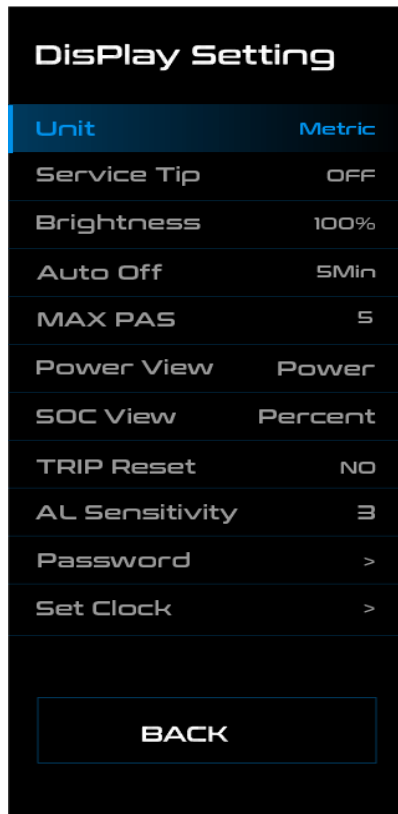 DisPlay Setting
Unit Metric
Service Tip OFF
Brightness 100%
Auto Off 5Min
MAX PAS 5
Power View Power
SOC View Percent
TRIP Reset NO
AL Sensitivity 3
Password >
Set Clock >
BACK